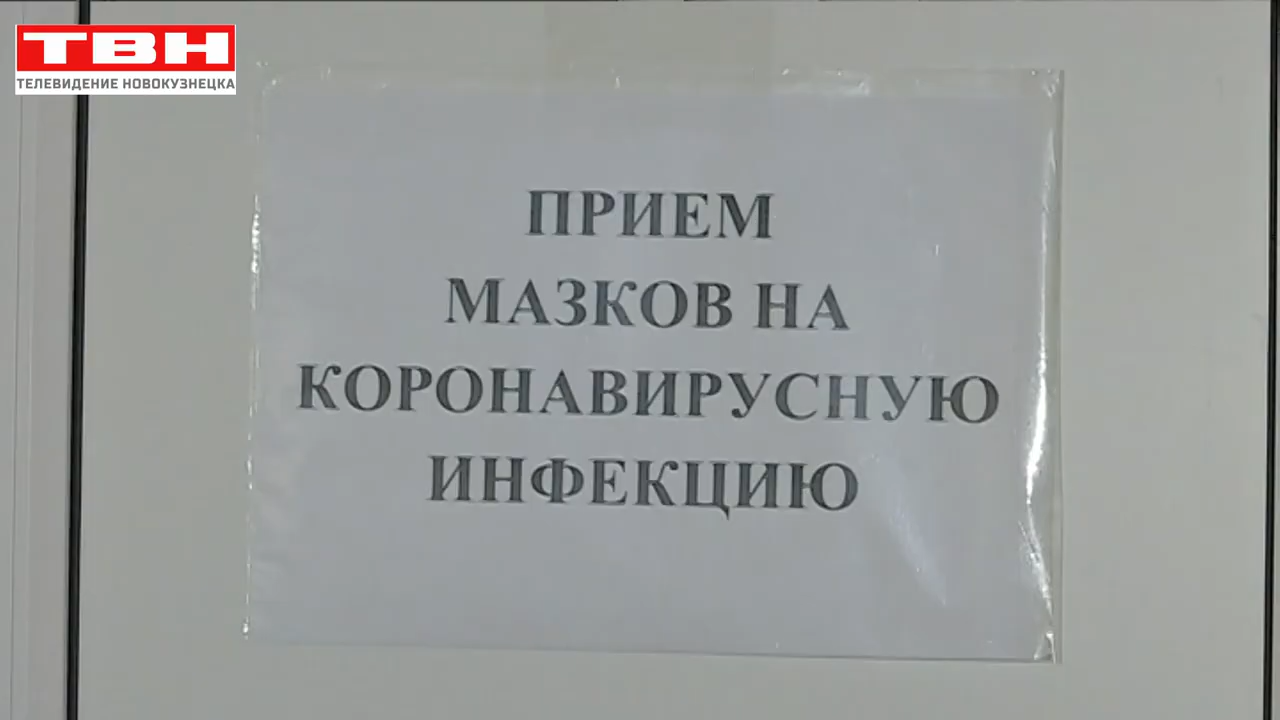 ТВН
ТЕЛЕВИДЕНИЕ НОВОКУЗНЕЦКА
ПРИЕМ
МАЗКОВ НА
КОРОНАВИРУСНУЮ
ИНФЕКЦИЮ